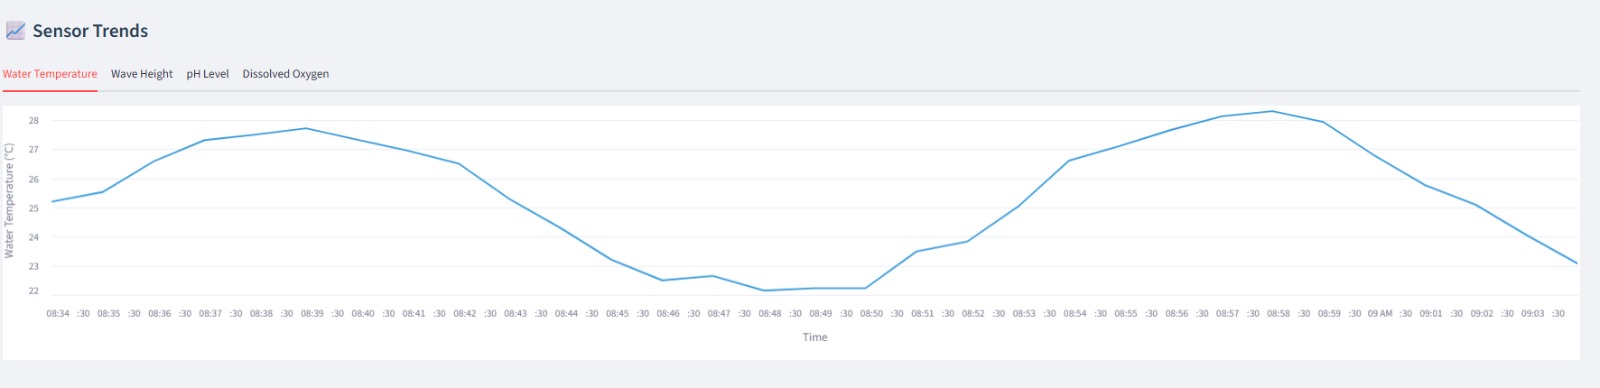 Sensor Trends
Water Temperature Wave Height pH Level Dissolved Oxygen
Water Temperature (°C)
28
27
26
25
24
23
22
08:34 :30 08:35 :30 08:36 :30 08:37 :30 08:38 :30 08:39 :30 08:40 :30 08:41 :30 08:42 :30 08:43 :30 08:44 :30 08:45 :30 08:46 :30 08:47 :30 08:48 :30 08:49 :30 08:50 :30 08:51 :30 08:52 :30 08:53 :30 08:54 :30 08:55 :30 08:56 :30 08:57 :30 08:58 :30 08:59 :30 09 AM :30 09:01 :30 09:02 :30 09:03 :30
Time